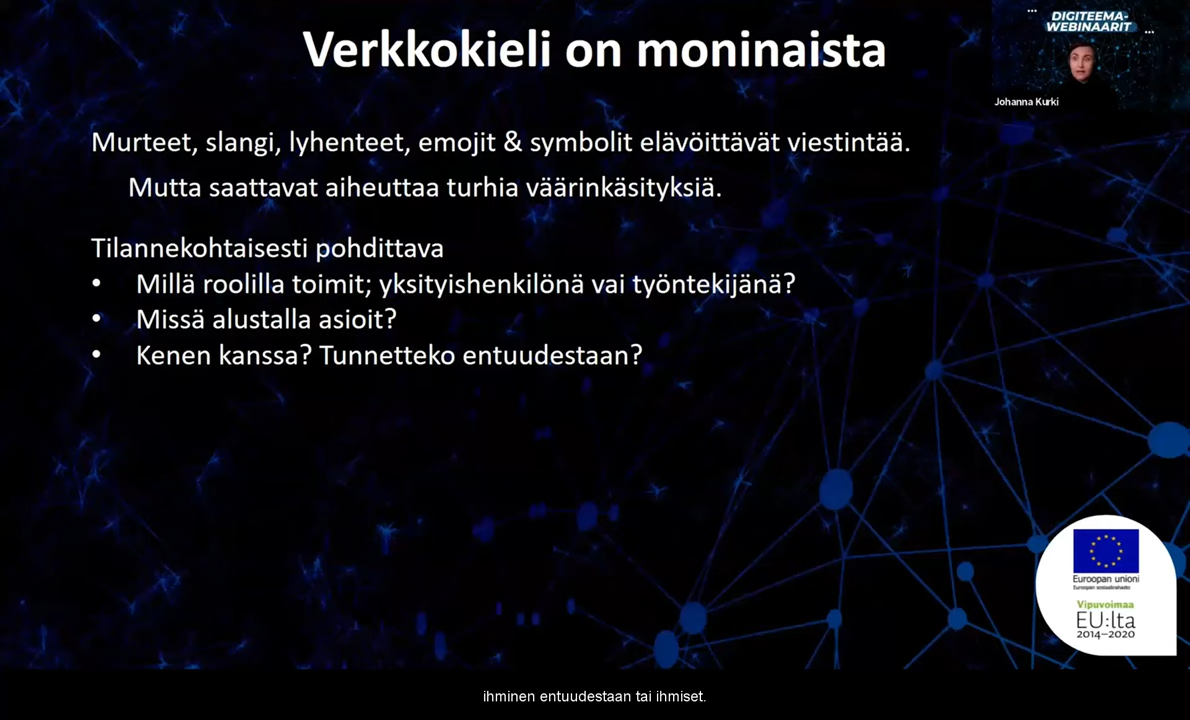 Verkkokieli on moninaista
DIGITEEMA-
WEBINAARIT
Johanna Kurki
Murteet, slangi, lyhenteet, emojit & symbolit elävöittävät viestintää.
Mutta saattavat aiheuttaa turhia väärinkäsityksiä.
Tilannekohtaisesti pohdittava
• Millä roolilla toimit; yksityishenkilönä vai työntekijänä?
• Missä alustalla asioit?
• Kenen kanssa? Tunnetteko entuudestaan?
Euroopan unioni
Euroopan sosiaalirahasto
Vipuvoimaa
EU:lta
2014–2020
ihminen entuudestaan tai ihmiset.